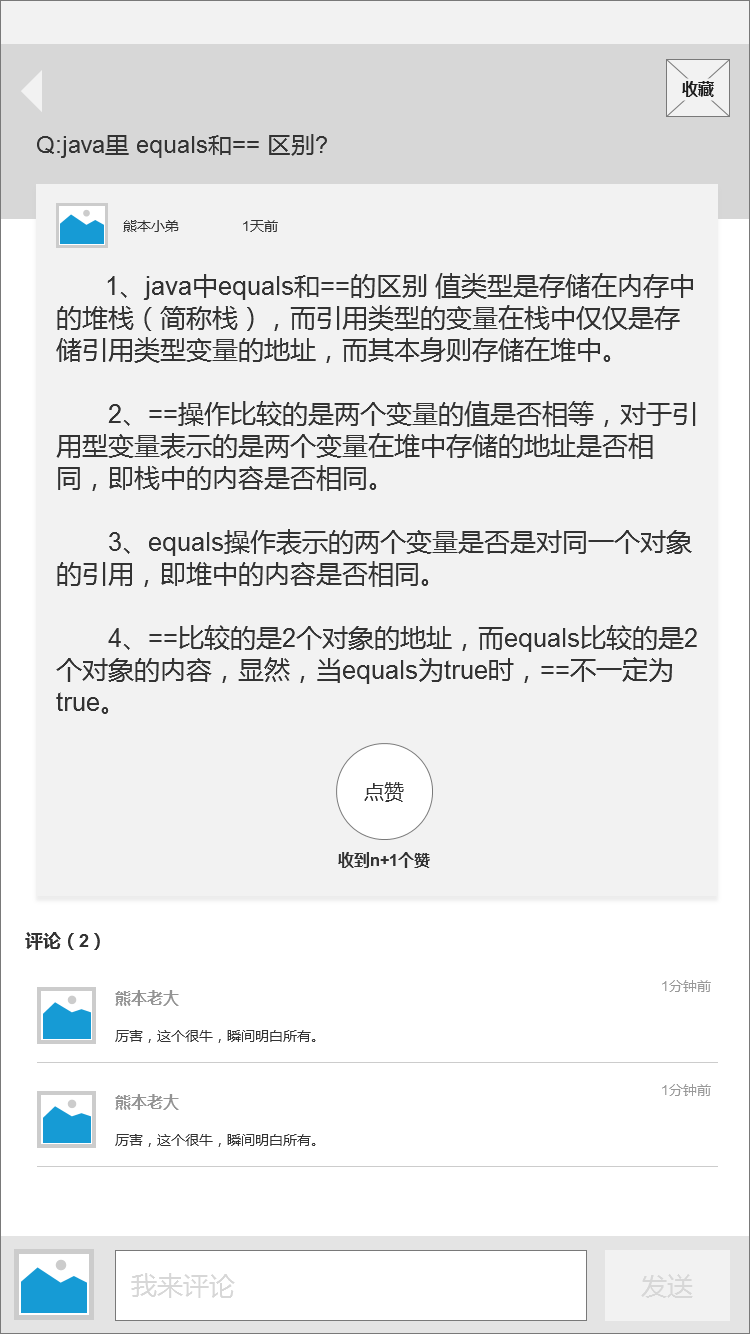 收藏
Q:java里 equals和== 区别?
熊本小弟 1天前
1、java中equals和==的区别 值类型是存储在内存中
的堆栈（简称栈），而引用类型的变量在栈中仅仅是存
储引用类型变量的地址，而其本身则存储在堆中。
2、==操作比较的是两个变量的值是否相等，对于引
用型变量表示的是两个变量在堆中存储的地址是否相
同，即栈中的内容是否相同。
3、equals操作表示的两个变量是否是对同一个对象
的引用，即堆中的内容是否相同。
4、==比较的是2个对象的地址，而equals比较的是2
个对象的内容，显然，当equals为true时，==不一定为
true。
点赞
收到n+1个赞
评论（2）
熊本老大 1分钟前
厉害，这个很牛，瞬间明白所有。
熊本老大 1分钟前
厉害，这个很牛，瞬间明白所有。
我来评论 发送